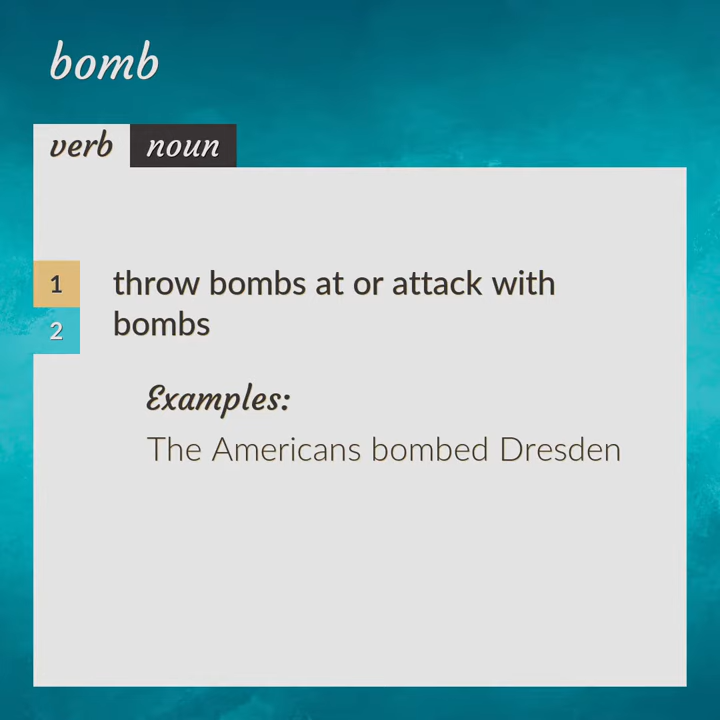 bomb
verb noun
1 throw bombs at or attack with
2 bombs
Examples:
The Americans bombed Dresden